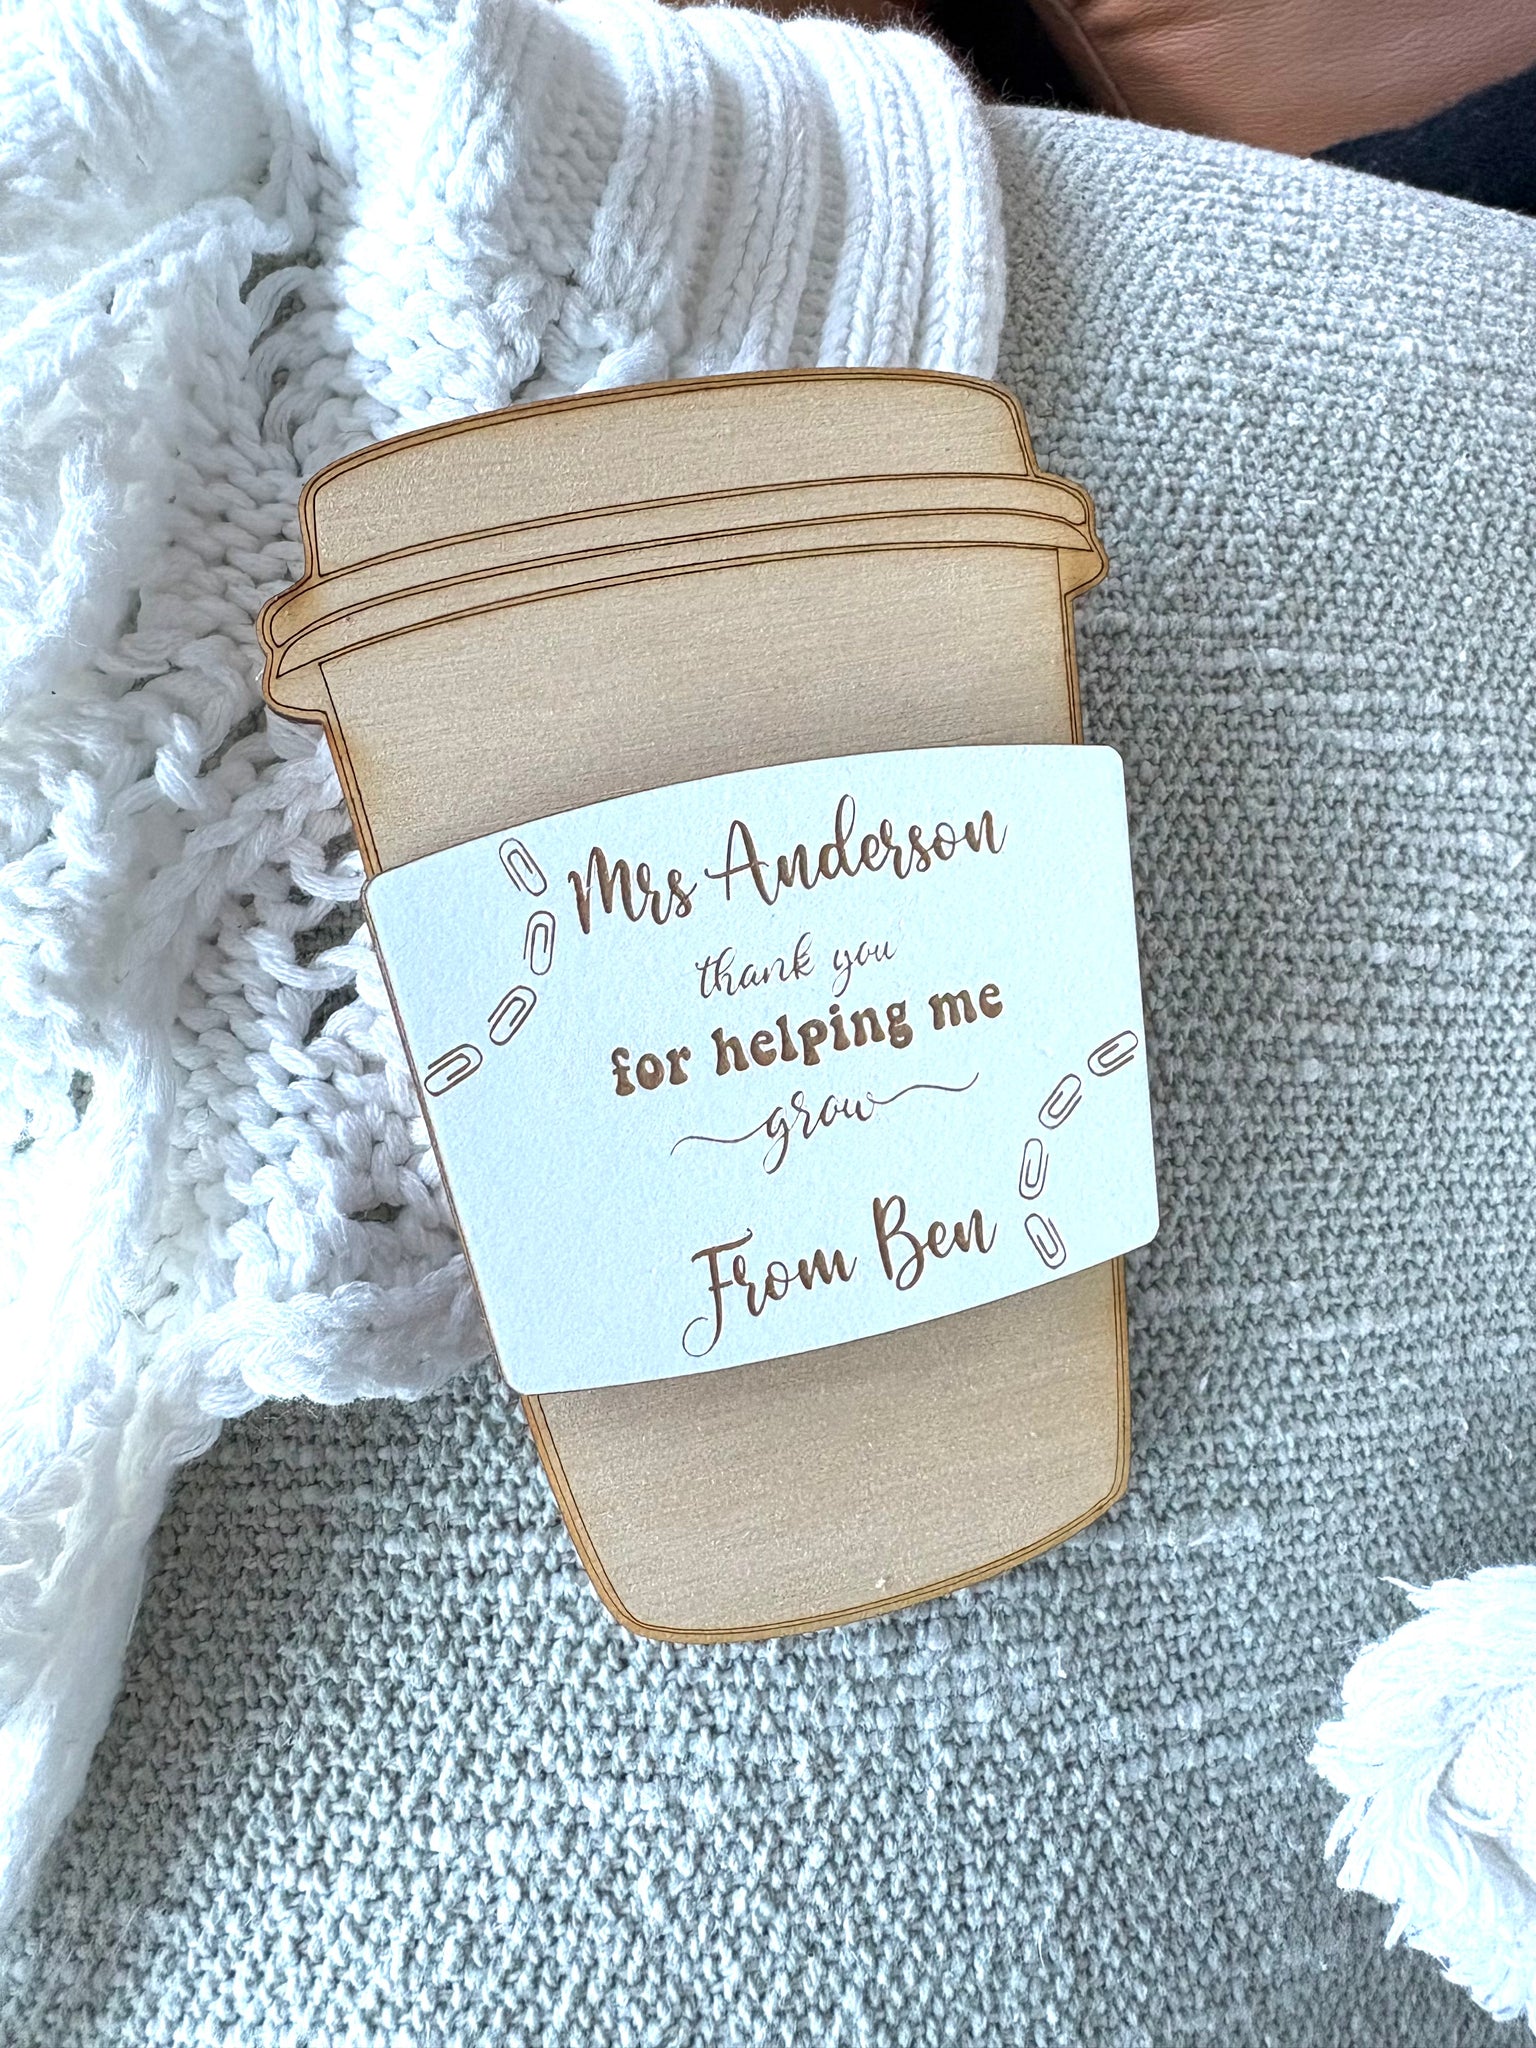 Mrs Anderson
thank you
for helping me
grow
From Ben